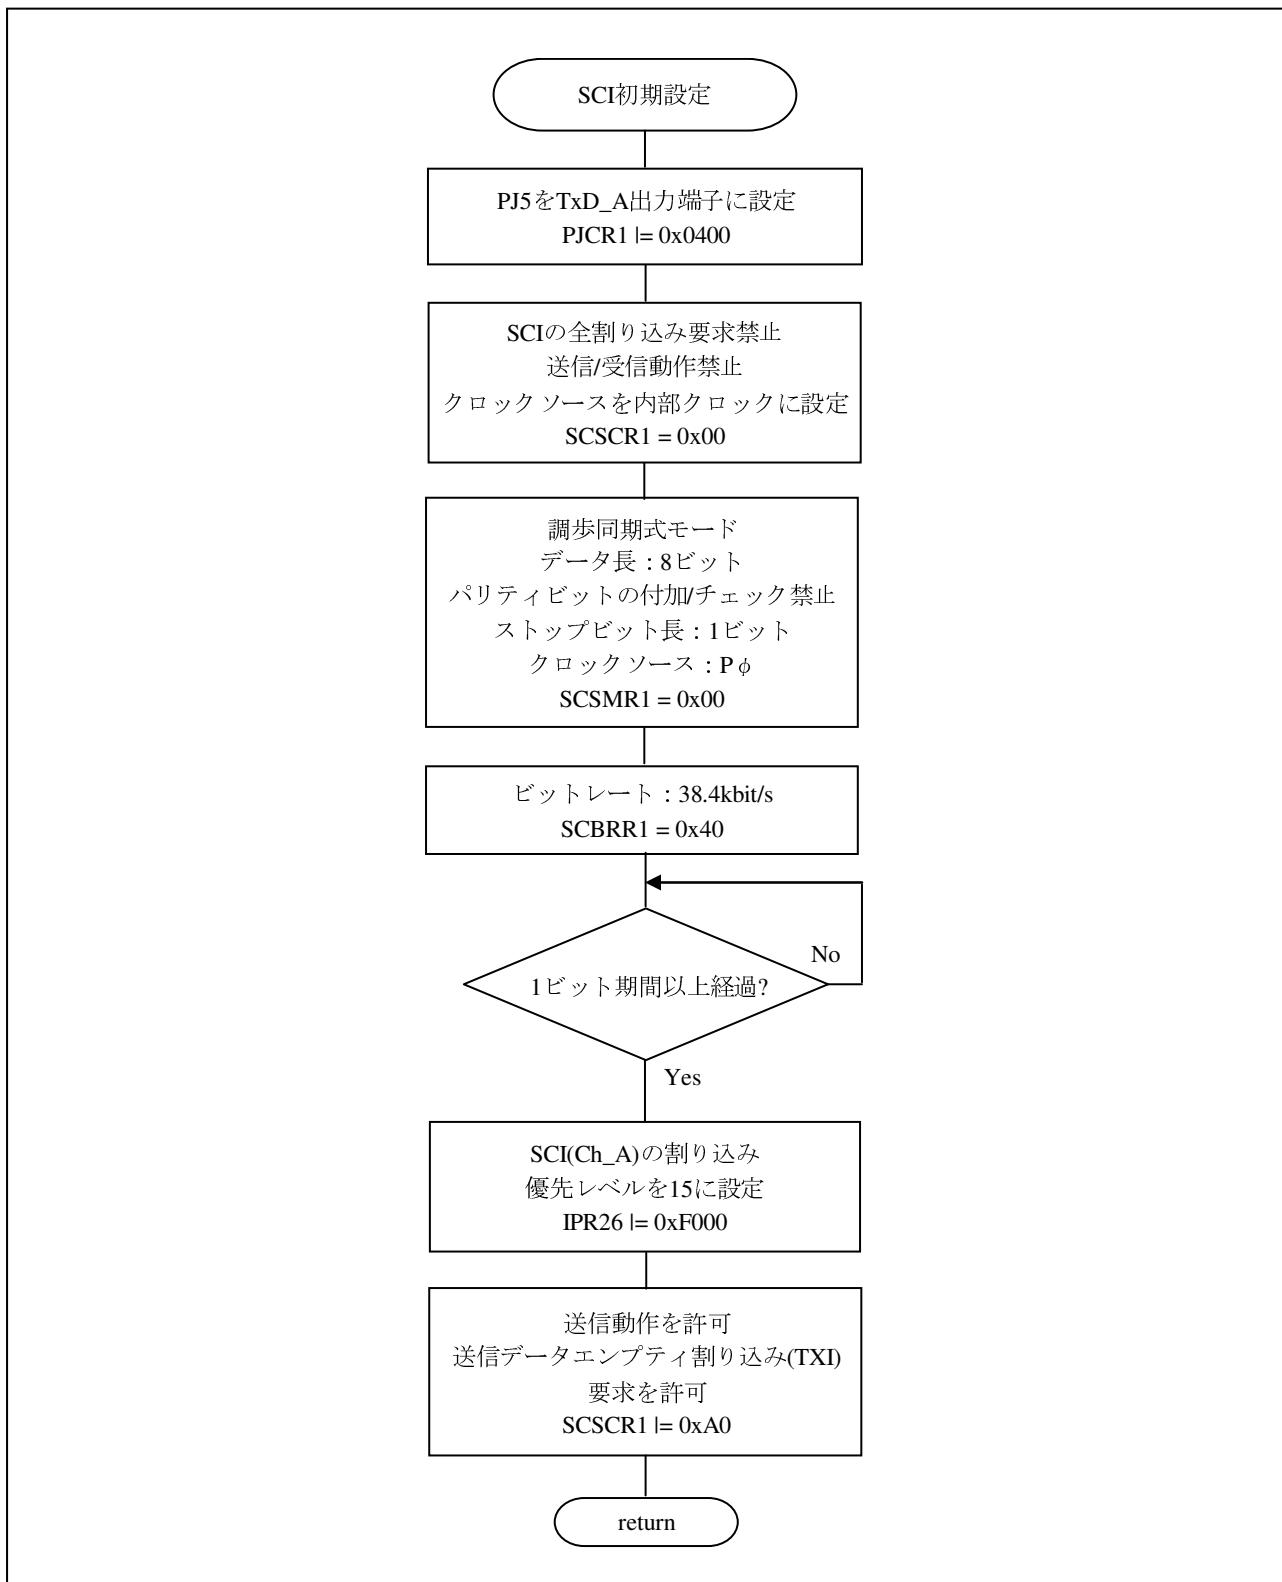 SCI初期設定
PJ5をTxD_A出力端子に設定
PJCR1 |= 0x0400
SCIの全割り込み要求禁止
送信/受信動作禁止
クロックソースを内部クロックに設定
SCSCR1 = 0x00
調歩同期式モード
データ長：8ビット
パリティビットの付加/チェック禁止
ストップビット長：1ビット
クロックソース：Pφ
SCSMR1 = 0x00
ビットレート：38.4kbit/s
SCBRR1 = 0x40
No
1ビット期間以上経過?
Yes
SCI(Ch_A)の割り込み
優先レベルを15に設定
IPR26 |= 0xF000
送信動作を許可
送信データエンプティ割り込み(TXI)
要求を許可
SCSCR1 |= 0xA0
return